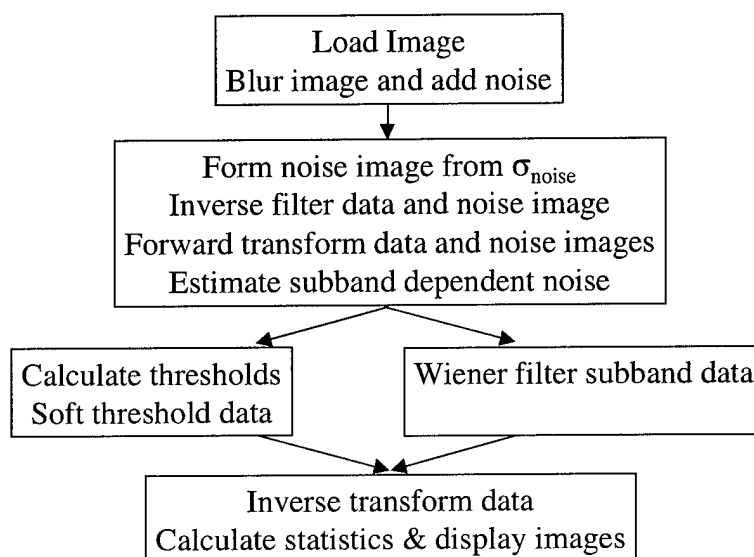 Load Image
Blur image and add noise
Form noise image from σnoise
Inverse filter data and noise image
Forward transform data and noise images
Estimate subband dependent noise
Calculate thresholds
Soft threshold data
Wiener filter subband data
Inverse transform data
Calculate statistics & display images